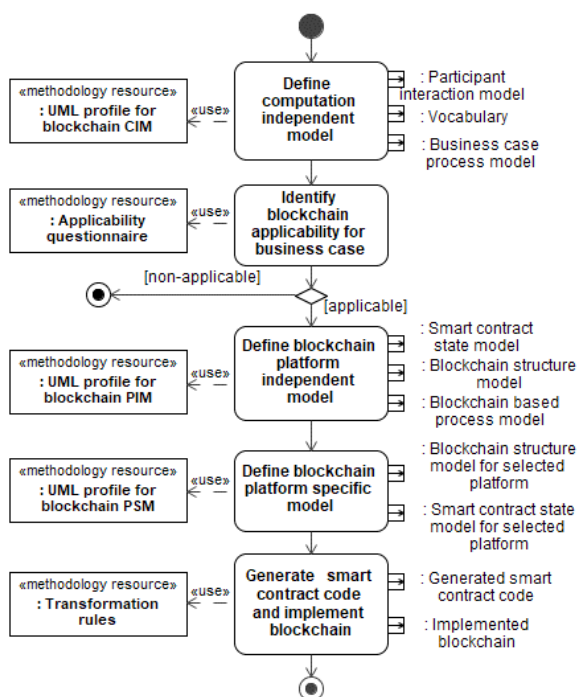 «methodology resource»
: UML profile for
blockchain CIM
«use»
Define
computation
independent
model
: Participant
interaction model
: Vocabulary
: Business case
process model
«methodology resource»
: Applicability
questionnaire
«use»
Identify
blockchain
applicability for
business case
[non-applicable]
[applicable]
«methodology resource»
: UML profile for
blockchain PIM
«use»
Define blockchain
platform
independent
model
: Smart contract
state model
: Blockchain structure
model
: Blockchain based
process model
«methodology resource»
: UML profile for
blockchain PSM
«use»
Define blockchain
platform specific
model
: Blockchain structure
model for selected
platform
: Smart contract state
model for selected
platform
«methodology resource»
: Transformation
rules
«use»
Generate smart
contract code
and implement
blockchain
: Generated smart
contract code
: Implemented
blockchain